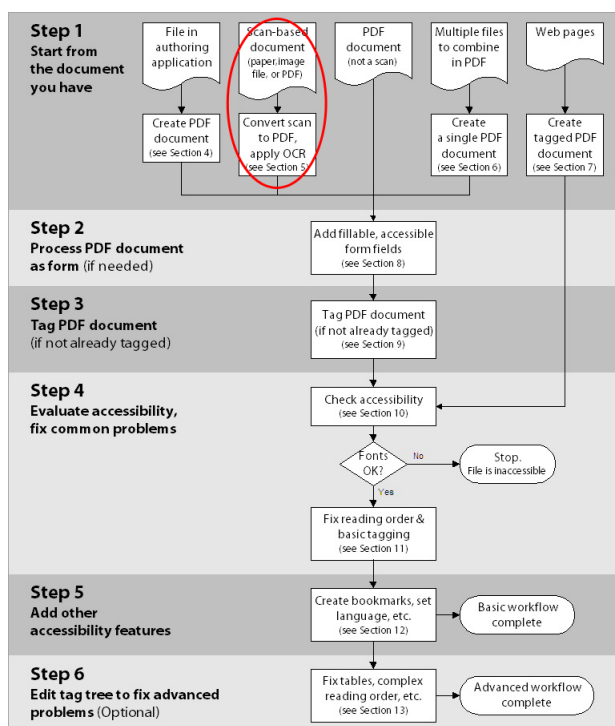 Step 1
Start from
the document
you have
File in
authoring
application
Scan-based
document
(paper,image
file, or PDF)
PDF
document
(not a scan)
Multiple files
to combine
in PDF
Web pages
Create PDF
document
(see Section 4)
Convert scan
to PDF,
apply OCR
(see Section 5)
Create
a single PDF
document
(see Section 6)
Create
tagged PDF
document
(see Section 7)
Step 2
Process PDF document
as form (if needed)
Add fillable, accessible
form fields
(see Section 8)
Step 3
Tag PDF document
(if not already tagged)
Tag PDF document
(if not already tagged)
(see Section 9)
Step 4
Evaluate accessibility,
fix common problems
Check accessibility
(see Section 10)
Fonts
OK?
No
Stop.
File is inaccessible
Yes
Fix reading order &
basic tagging
(see Section 11)
Step 5
Add other
accessibility features
Create bookmarks, set
language, etc.
(see Section 12)
Basic workflow
complete
Step 6
Edit tag tree to fix advanced
problems (Optional)
Fix tables, complex
reading order, etc.
(see Section 13)
Advanced workflow
complete